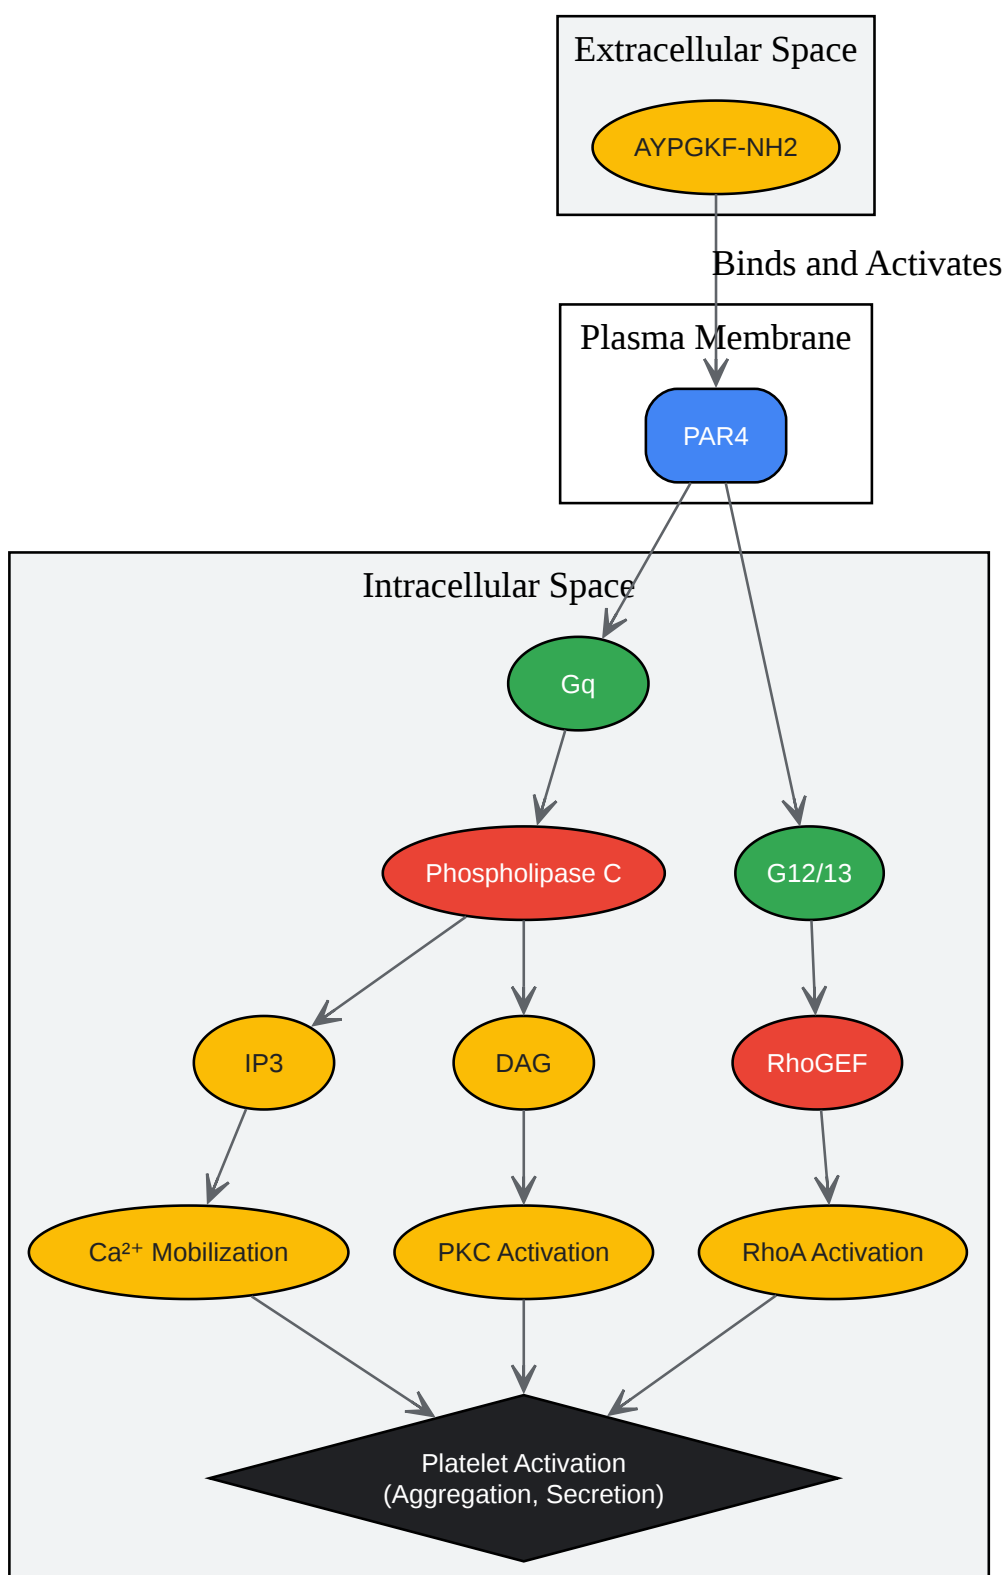 Extracellular Space
AYPGKF-NH2
Binds and Activates
Plasma Membrane
PAR4
Intracellular Space
Gq
Phospholipase C
G12/13
IP3
DAG
RhoGEF
Ca²⁺ Mobilization
PKC Activation
RhoA Activation
Platelet Activation
(Aggregation, Secretion)